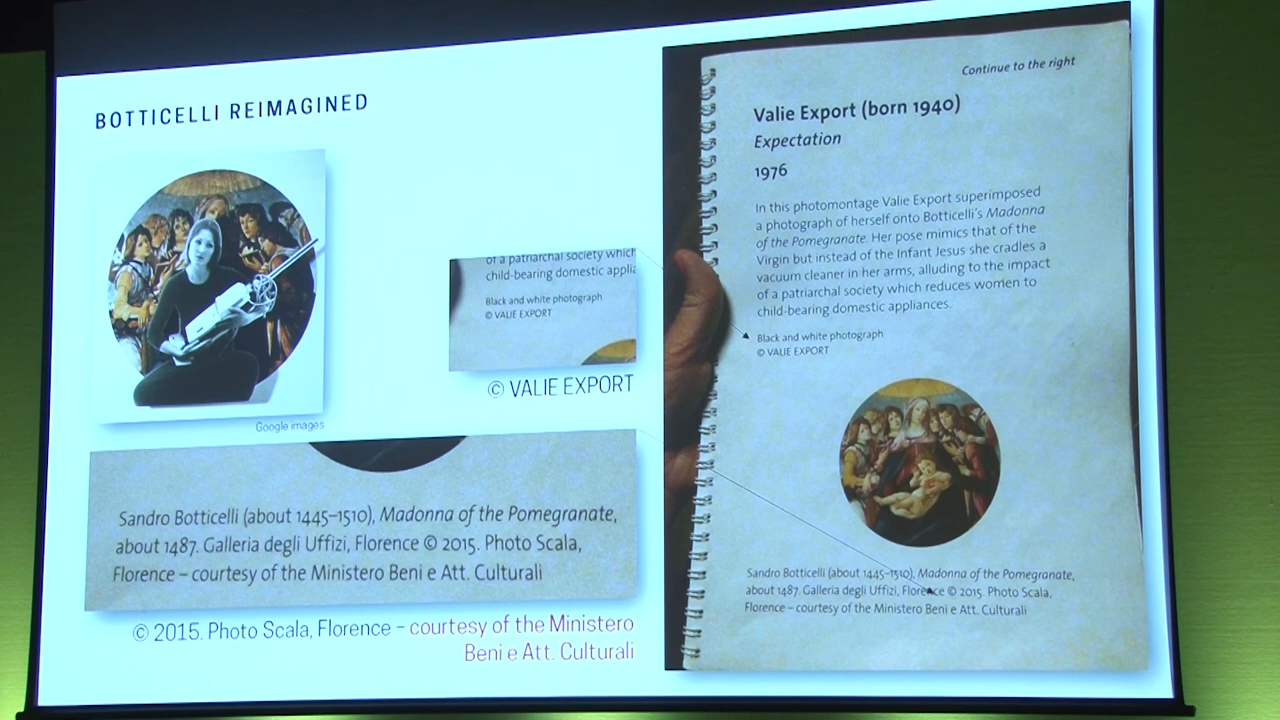 BOTTICELLI REIMAGINED
Google images
of a patriarchal society which
child-bearing domestic applia
Black and white photograph
© VALIE EXPORT
© VALIE EXPORT
Sandro Botticelli (about 1445–1510), Madonna of the Pomegranate,
about 1487. Galleria degli Uffizi, Florence © 2015. Photo Scala,
Florence – courtesy of the Ministero Beni e Att. Culturali
© 2015. Photo Scala, Florence – courtesy of the Ministero
Beni e Att. Culturali
Continue to the right
Valie Export (born 1940)
Expectation
1976
In this photomontage Valie Export superimposed
a photograph of herself onto Botticelli's Madonna
of the Pomegranate. Her pose mimics that of the
Virgin but instead of the Infant Jesus she cradles a
vacuum cleaner in her arms, alluding to the impact
of a patriarchal society which reduces women to
child-bearing domestic appliances.
Black and white photograph
© VALIE EXPORT
Sandro Botticelli (about 1445–1510), Madonna of the Pomegranate,
about 1487. Galleria degli Uffizi, Florence © 2015. Photo Scala,
Florence – courtesy of the Ministero Beni e Att. Culturali